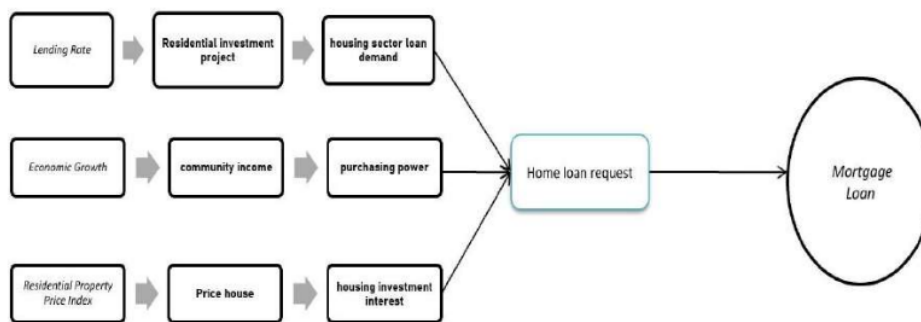 Lending Rate
Residential investment
project
housing sector loan
demand
Economic Growth
community income
purchasing power
Home loan request
Mortgage
Loan
Residential Property
Price Index
Price house
housing investment
interest